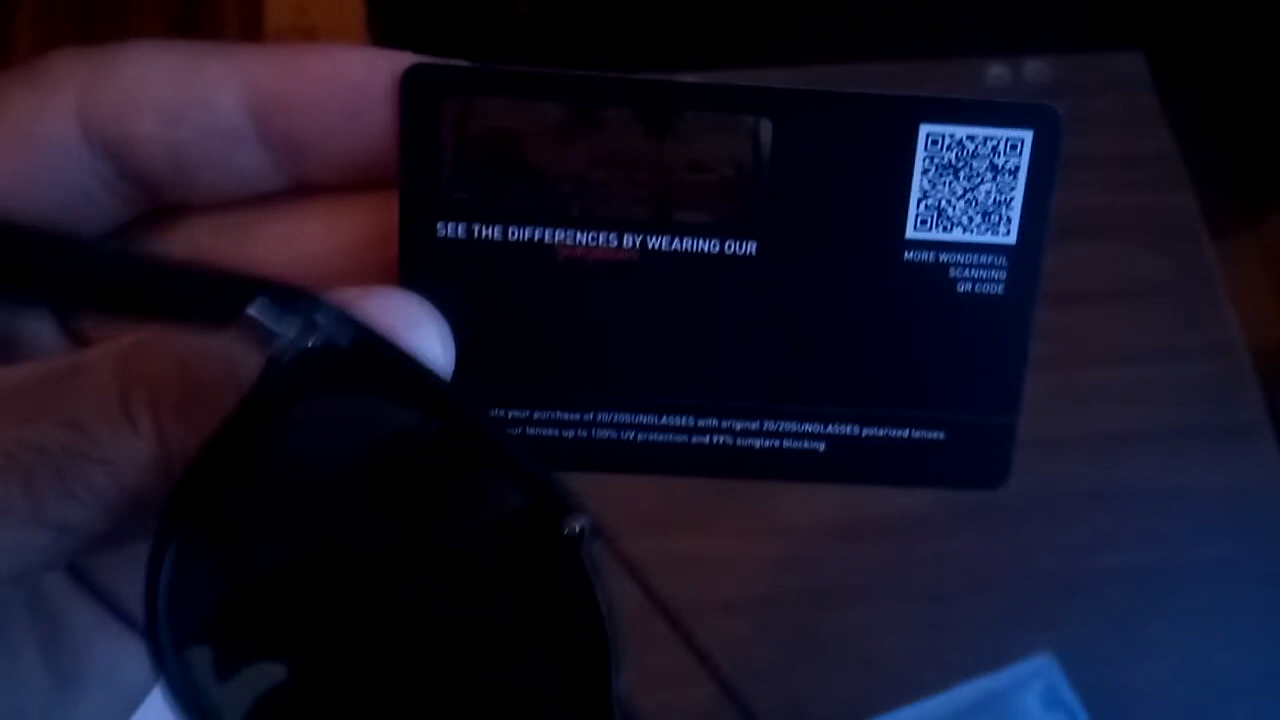 SEE THE DIFFERENCES BY WEARING OUR
MORE WONDERFUL
SCANNING
QR CODE
your purchase of 20/20SUNGLASSES with original 20/20SUNGLASSES polarized lenses.
lenses up to 100% UV protection and 99% sunglare blocking.